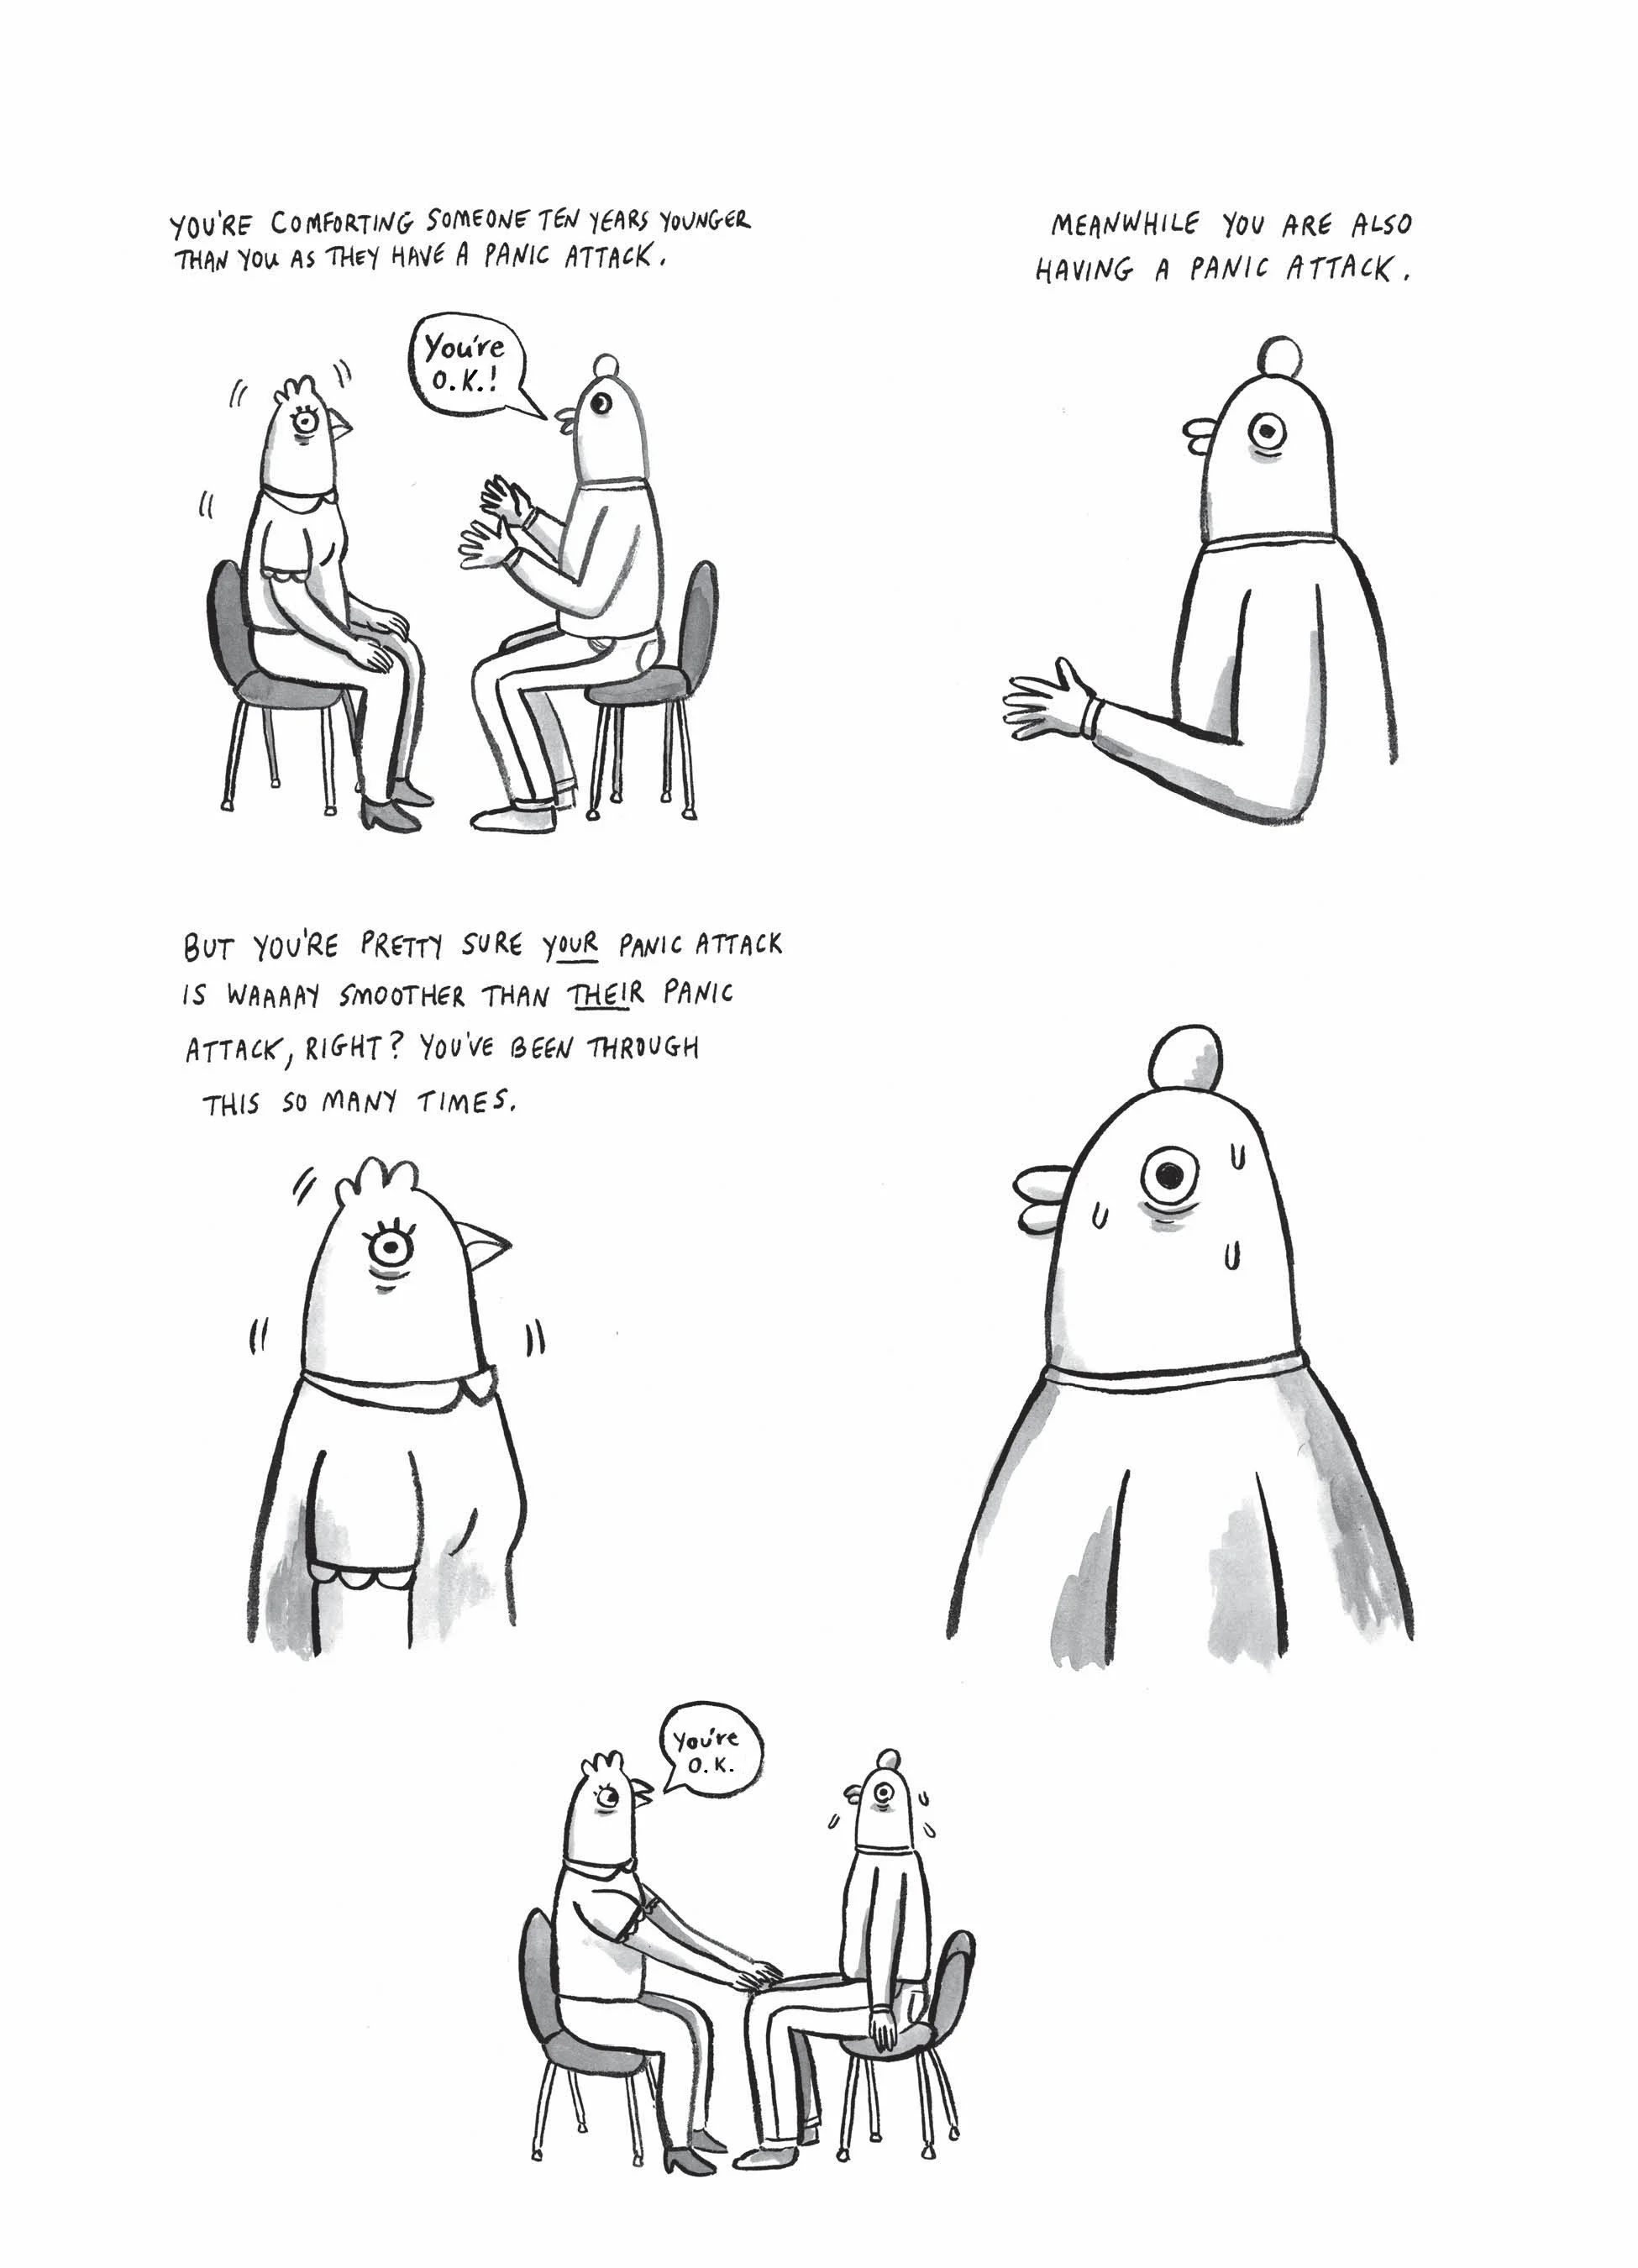 YOU'RE COMFORTING SOMEONE TEN YEARS YOUNGER
THAN YOU AS THEY HAVE A PANIC ATTACK.
You're
O.K.!
MEANWHILE YOU ARE ALSO
HAVING A PANIC ATTACK.
BUT YOU'RE PRETTY SURE YOUR PANIC ATTACK
IS WAAAAY SMOOTHER THAN THEIR PANIC
ATTACK, RIGHT? YOU'VE BEEN THROUGH
THIS SO MANY TIMES.
You're
O.K.